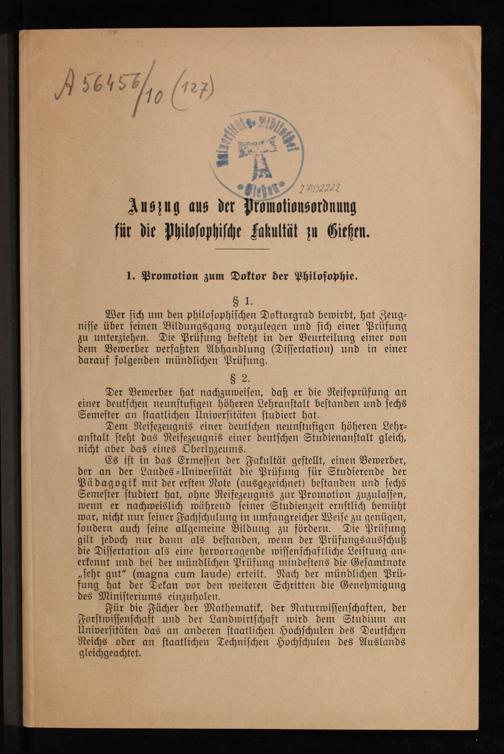 A 56456/10 (127)
Universitäts-Bibliothek
Gießen
27032222
Auszug aus der Promotionsordnung
für die Philosophische Fakultät zu Gießen.
1. Promotion zum Doktor der Philosophie.
§ 1.
Wer sich um den philosophischen Doktorgrad bewirbt, hat Zeug-
nisse über seinen Bildungsgang vorzulegen und sich einer Prüfung
zu unterziehen. Die Prüfung besteht in der Beurteilung einer von
dem Bewerber verfaßten Abhandlung (Dissertation) und in einer
darauf folgenden mündlichen Prüfung.
§ 2.
Der Bewerber hat nachzuweisen, daß er die Reifeprüfung an
einer deutschen neunstufigen höheren Lehranstalt bestanden und sechs
Semester an staatlichen Universitäten studiert hat.
Dem Reifezeugnis einer deutschen neunstufigen höheren Lehr-
anstalt steht das Reifezeugnis einer deutschen Studienanstalt gleich,
nicht aber das eines Oberlyzeums.
Es ist in das Ermessen der Fakultät gestellt, einen Bewerber,
der an der Landes-Universität die Prüfung für Studierende der
Pädagogik mit der ersten Note (ausgezeichnet) bestanden und sechs
Semester studiert hat, ohne Reifezeugnis zur Promotion zuzulassen,
wenn er nachweislich während seiner Studienzeit ernstlich bemüht
war, nicht nur seiner Fachschulung in umfangreicher Weise zu genügen,
sondern auch seine allgemeine Bildung zu fördern. Die Prüfung
gilt jedoch nur dann als bestanden, wenn der Prüfungsausschuß
die Dissertation als eine hervorragende wissenschaftliche Leistung an-
erkennt und bei der mündlichen Prüfung mindestens die Gesamtnote
„sehr gut“ (magna cum laude) erteilt. Nach der mündlichen Prü-
fung hat der Dekan vor den weiteren Schritten die Genehmigung
des Ministeriums einzuholen.
Für die Fächer der Mathematik, der Naturwissenschaften, der
Forstwissenschaft und der Landwirtschaft wird dem Studium an
Universitäten das an anderen staatlichen Hochschulen des Deutschen
Reichs oder an staatlichen Technischen Hochschulen des Auslands
gleichgeachtet.